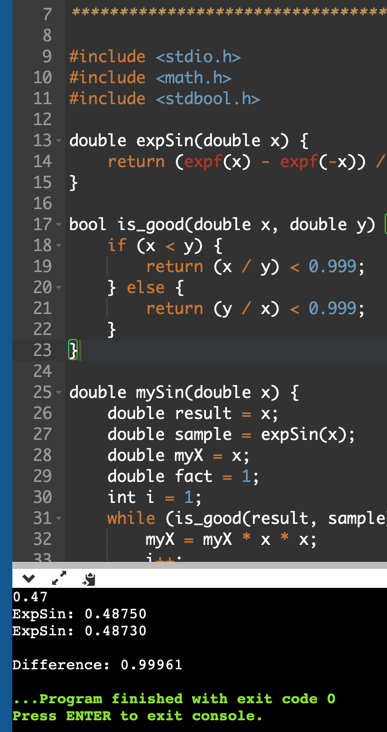 7 *********************************
8
9 #include <stdio.h>
10 #include <math.h>
11 #include <stdbool.h>
12
13 double expSin(double x) {
14     return (expf(x) - expf(-x)) /
15 }
16
17 bool is_good(double x, double y) {
18     if (x < y) {
19         return (x / y) < 0.999;
20     } else {
21         return (y / x) < 0.999;
22     }
23 }
24
25 double mySin(double x) {
26     double result = x;
27     double sample = expSin(x);
28     double myX = x;
29     double fact = 1;
30     int i = 1;
31     while (is_good(result, sample
32         myX = myX * x * x;
33         i++;
0.47
ExpSin: 0.48750
ExpSin: 0.48730

Difference: 0.99961

...Program finished with exit code 0
Press ENTER to exit console.